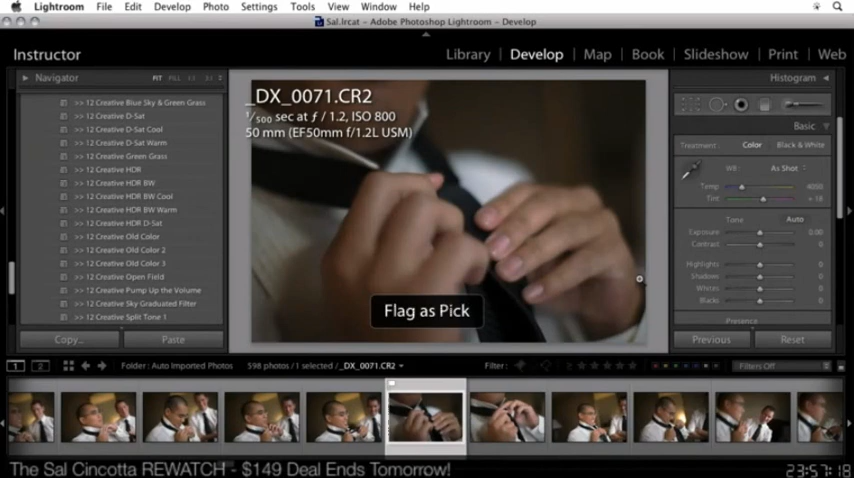 Lightroom File Edit Develop Photo Settings Tools View Window Help
Sal.lrcat – Adobe Photoshop Lightroom – Develop
Instructor Library | Develop | Map | Book | Slideshow | Print | Web
Navigator FIT FILL
Histogram
>> 12 Creative Blue Sky & Green Grass
>> 12 Creative D-Sat
>> 12 Creative D-Sat Cool
>> 12 Creative D-Sat Warm
>> 12 Creative Green Grass
>> 12 Creative HDR
>> 12 Creative HDR BW
>> 12 Creative HDR BW Cool
>> 12 Creative HDR BW Warm
>> 12 Creative HDR D-Sat
>> 12 Creative Old Color
>> 12 Creative Old Color 2
>> 12 Creative Old Color 3
>> 12 Creative Open Field
>> 12 Creative Pump Up the Volume
>> 12 Creative Sky Graduated Filter
>> 12 Creative Split Tone 1
Copy... Paste
_DX_0071.CR2
1/500 sec at ƒ / 1.2, ISO 800
50 mm (EF50mm f/1.2L USM)
Flag as Pick
Basic
Treatment: Color Black & White
WB: As Shot
Temp 4050
Tint + 18
Tone Auto
Exposure 0.00
Contrast 0
Highlights 0
Shadows 0
Whites 0
Blacks 0
Presence
Previous Reset
1 2 Folder : Auto Imported Photos 598 photos / 1 selected / _DX_0071.CR2 Filter : Filters Off
The Sal Cincotta REWATCH - $149 Deal Ends Tomorrow! 23:57:18